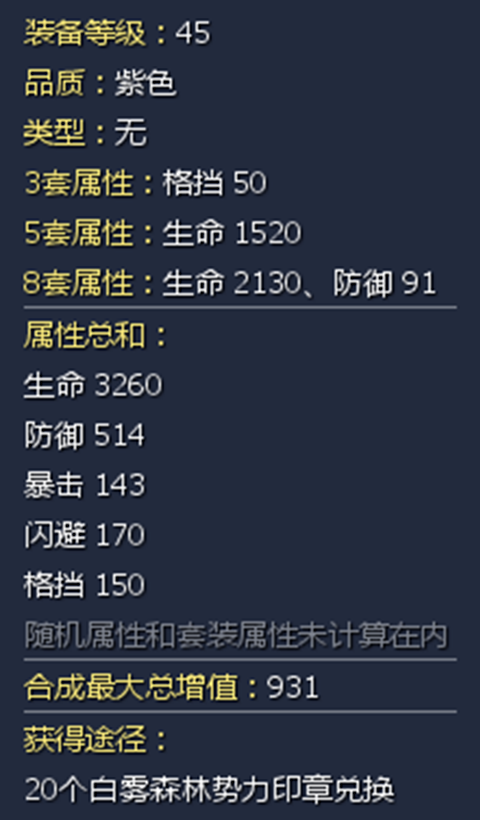 装备等级：45
品质：紫色
类型：无
3套属性：格挡 50
5套属性：生命 1520
8套属性：生命 2130、防御 91
属性总和：
生命 3260
防御 514
暴击 143
闪避 170
格挡 150
随机属性和套装属性未计算在内
合成最大总增值：931
获得途径：
20个白雾森林势力印章兑换